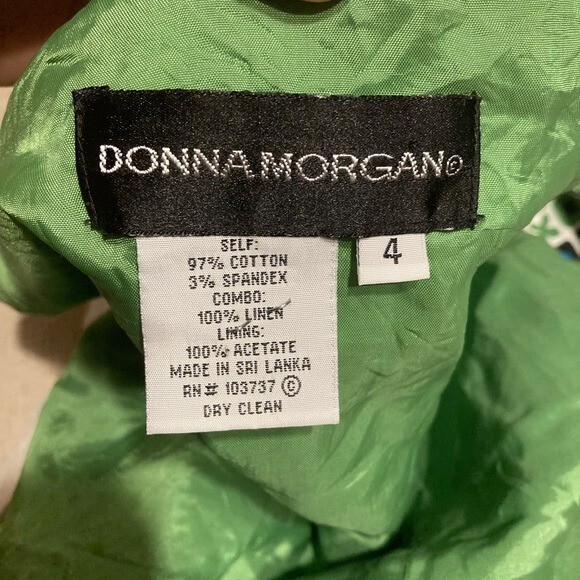 DONNA MORGAN©
4
SELF:
97% COTTON
3% SPANDEX
COMBO:
100% LINEN
LINING:
100% ACETATE
MADE IN SRI LANKA
RN# 103737 ©
DRY CLEAN